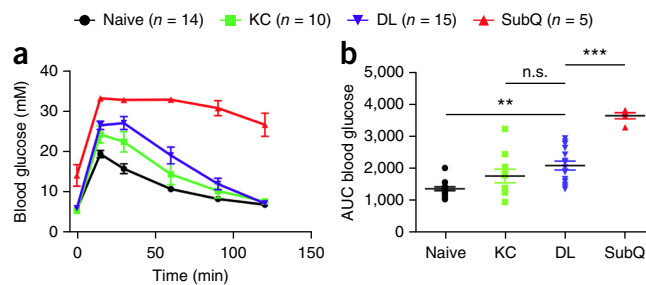 Naive (n = 14) KC (n = 10) DL (n = 15) SubQ (n = 5)
a
Blood glucose (mM)
40
30
20
10
0
0 50 100 150
Time (min)
b
AUC blood glucose
5,000
4,000
3,000
2,000
1,000
0
***
n.s.
**
Naive KC DL SubQ